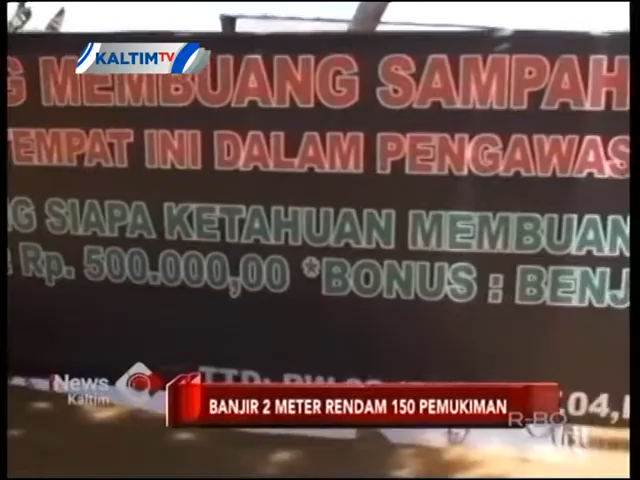 KALTIMTV
G MEMBUANG SAMPAH
TEMPAT INI DALAM PENGAWAS
NG SIAPA KETAHUAN MEMBUAN
: Rp. 500.000,00 *BONUS : BENJ
News
Kaltim
BANJIR 2 METER RENDAM 150 PEMUKIMAN